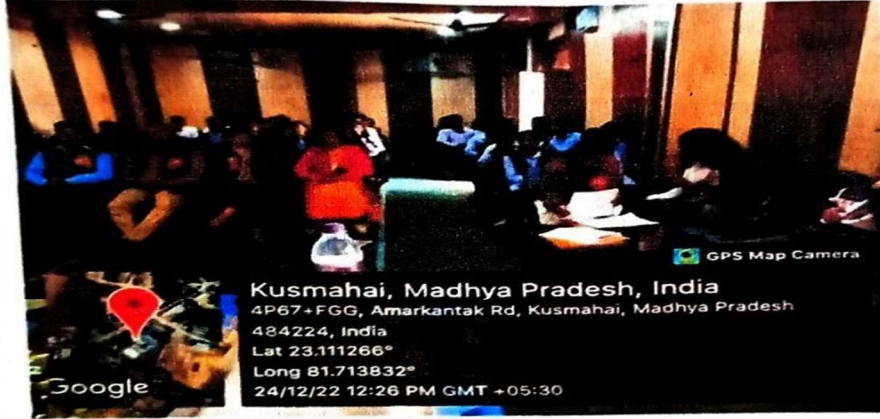 GPS Map Camera
Kusmahai, Madhya Pradesh, India
4P67+FGG, Amarkantak Rd, Kusmahai, Madhya Pradesh
484224, India
Lat 23.111266°
Long 81.713832°
24/12/22 12:26 PM GMT +05:30
Google